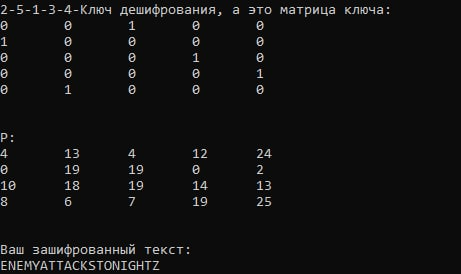 2-5-1-3-4-Ключ дешифрования, а это матрица ключа:
0 0 1 0 0
1 0 0 0 0
0 0 0 1 0
0 0 0 0 1
0 1 0 0 0
P:
4 13 4 12 24
0 19 19 0 2
10 18 19 14 13
8 6 7 19 25
Ваш зашифрованный текст:
ENEMYATTACKSTONIGHTZ